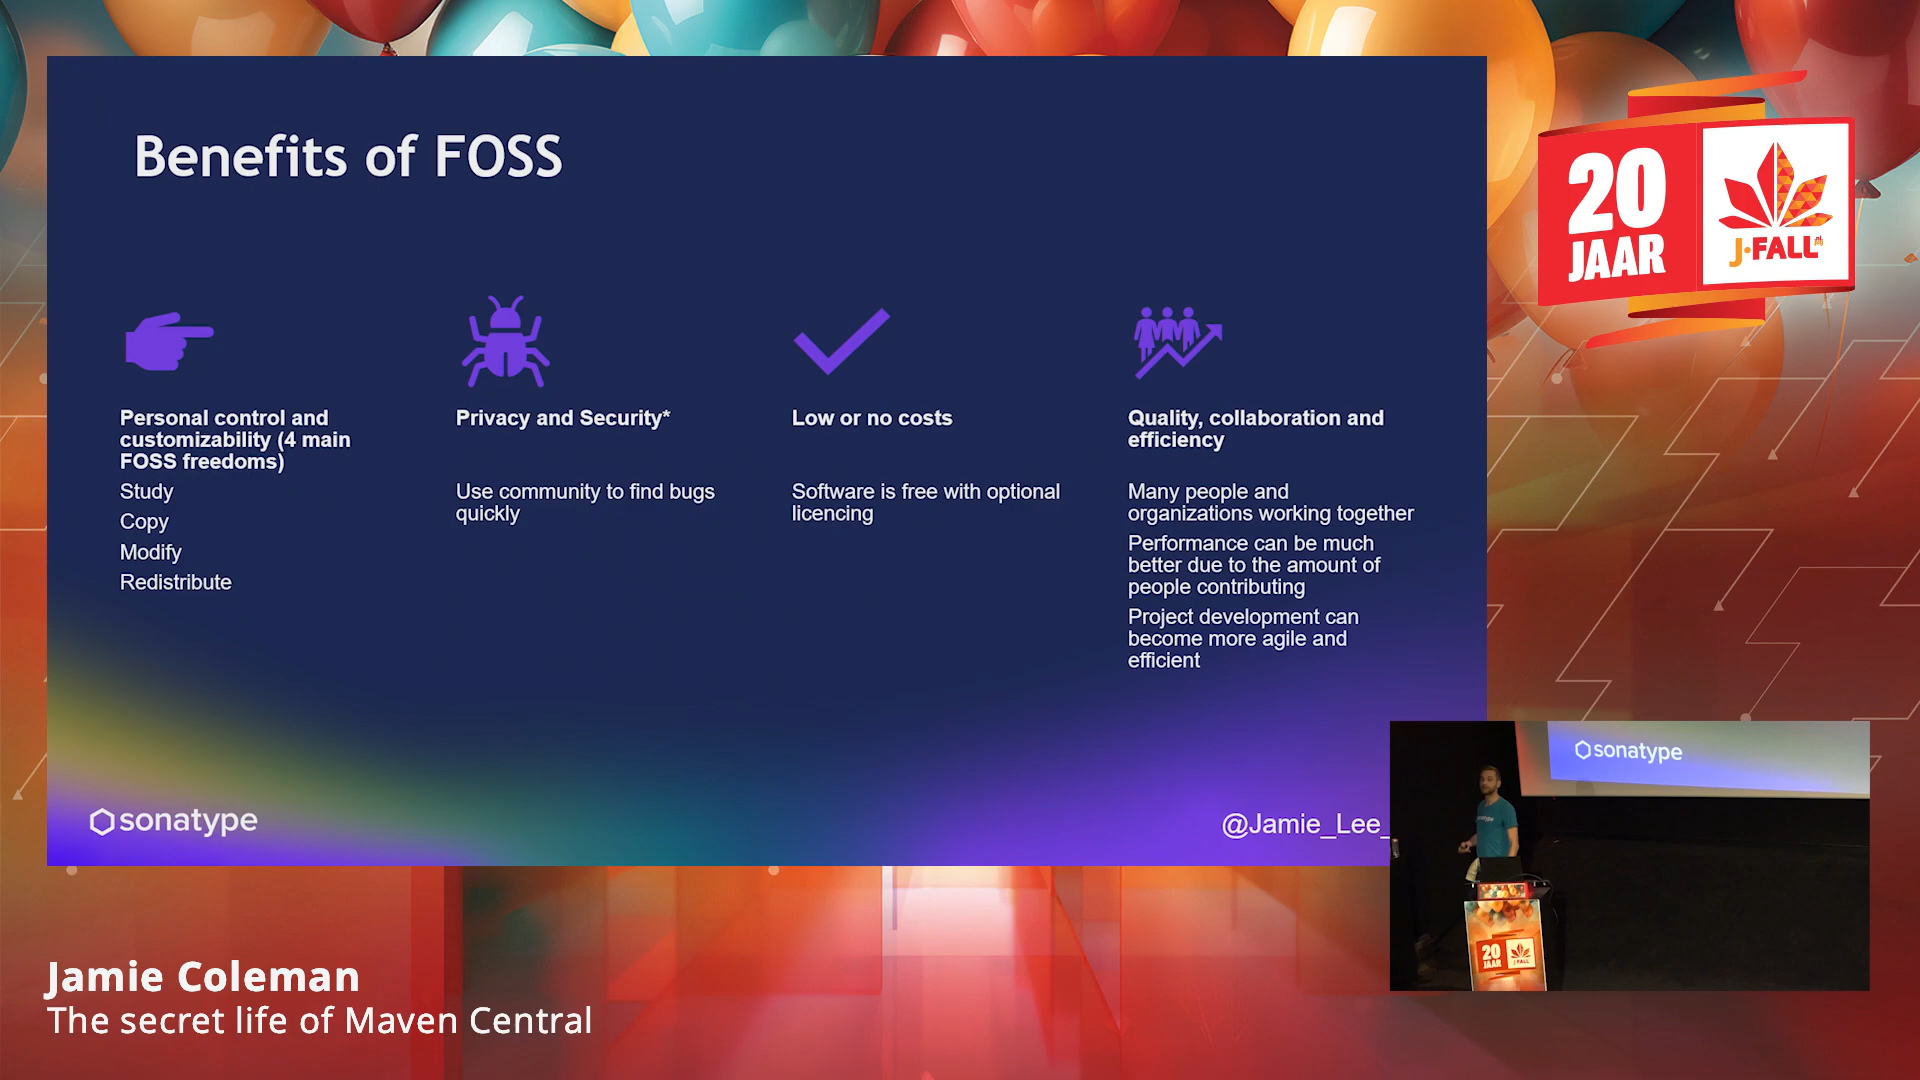 Benefits of FOSS
Personal control and
customizability (4 main
FOSS freedoms)
Study
Copy
Modify
Redistribute
Privacy and Security*
Use community to find bugs
quickly
Low or no costs
Software is free with optional
licencing
Quality, collaboration and
efficiency
Many people and
organizations working together
Performance can be much
better due to the amount of
people contributing
Project development can
become more agile and
efficient
sonatype
@Jamie_Lee_
20
JAAR
J-FALL
sonatype
20
JAAR
J-FALL
Jamie Coleman
The secret life of Maven Central